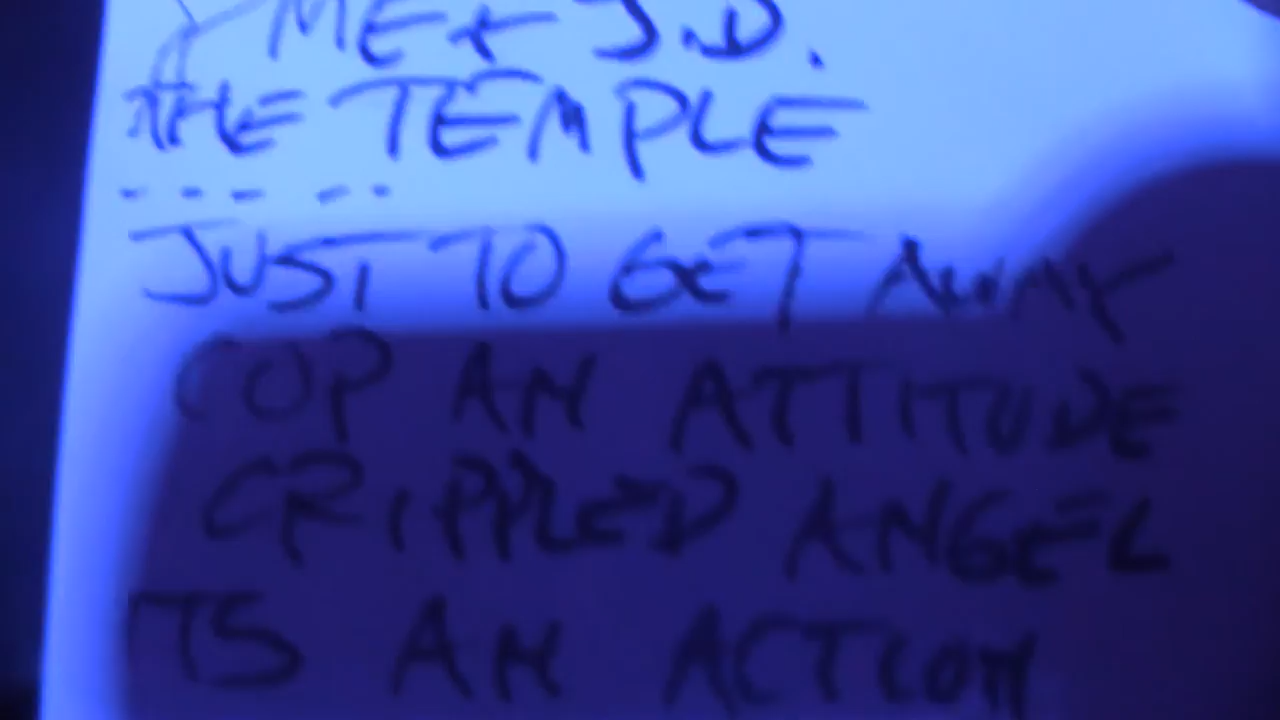 ME + J.D.
THE TEMPLE
--- --
JUST TO GET AWAY
COP AN ATTITUDE
CRIPPLED ANGEL
ITS AN ACTION